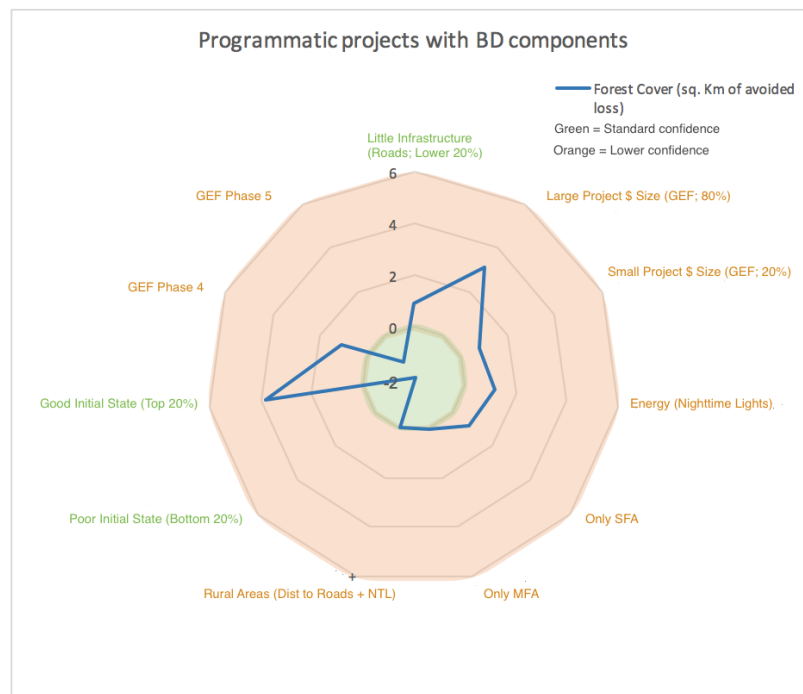 Programmatic projects with BD components
Forest Cover (sq. Km of avoided
loss)
Green = Standard confidence
Orange = Lower confidence
Little Infrastructure
(Roads; Lower 20%)
6
GEF Phase 5
Large Project $ Size (GEF; 80%)
4
Small Project $ Size (GEF; 20%)
2
GEF Phase 4
0
-2
Good Initial State (Top 20%)
Energy (Nighttime Lights)
Poor Initial State (Bottom 20%)
Only SFA
+
Rural Areas (Dist to Roads + NTL)
Only MFA